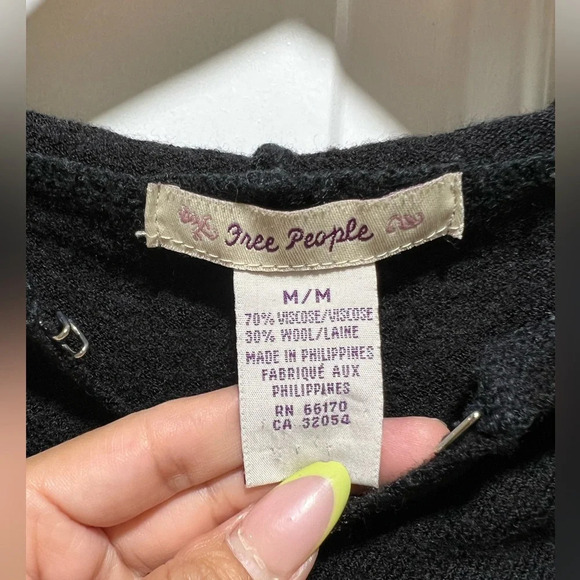 Free People
M/M
70% VISCOSE/VISCOSE
30% WOOL/LAINE
MADE IN PHILIPPINES
FABRIQUÉ AUX
PHILIPPINES
RN 66170
CA 32054